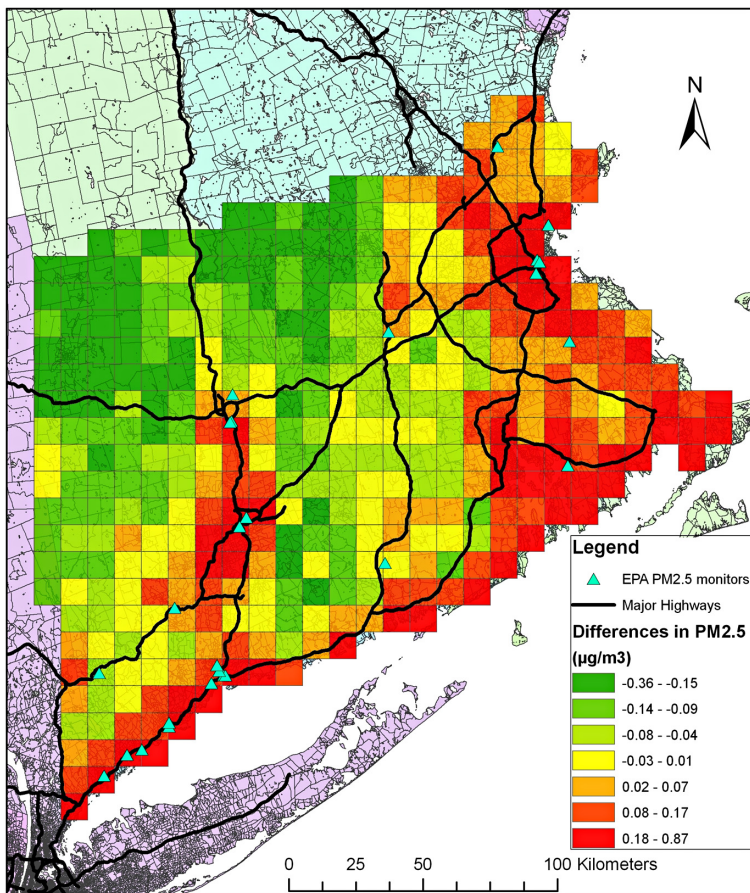 N
Legend
EPA PM2.5 monitors
Major Highways
Differences in PM2.5
(µg/m3)
-0.36 - -0.15
-0.14 - -0.09
-0.08 - -0.04
-0.03 - 0.01
0.02 - 0.07
0.08 - 0.17
0.18 - 0.87
0 25 50 100 Kilometers